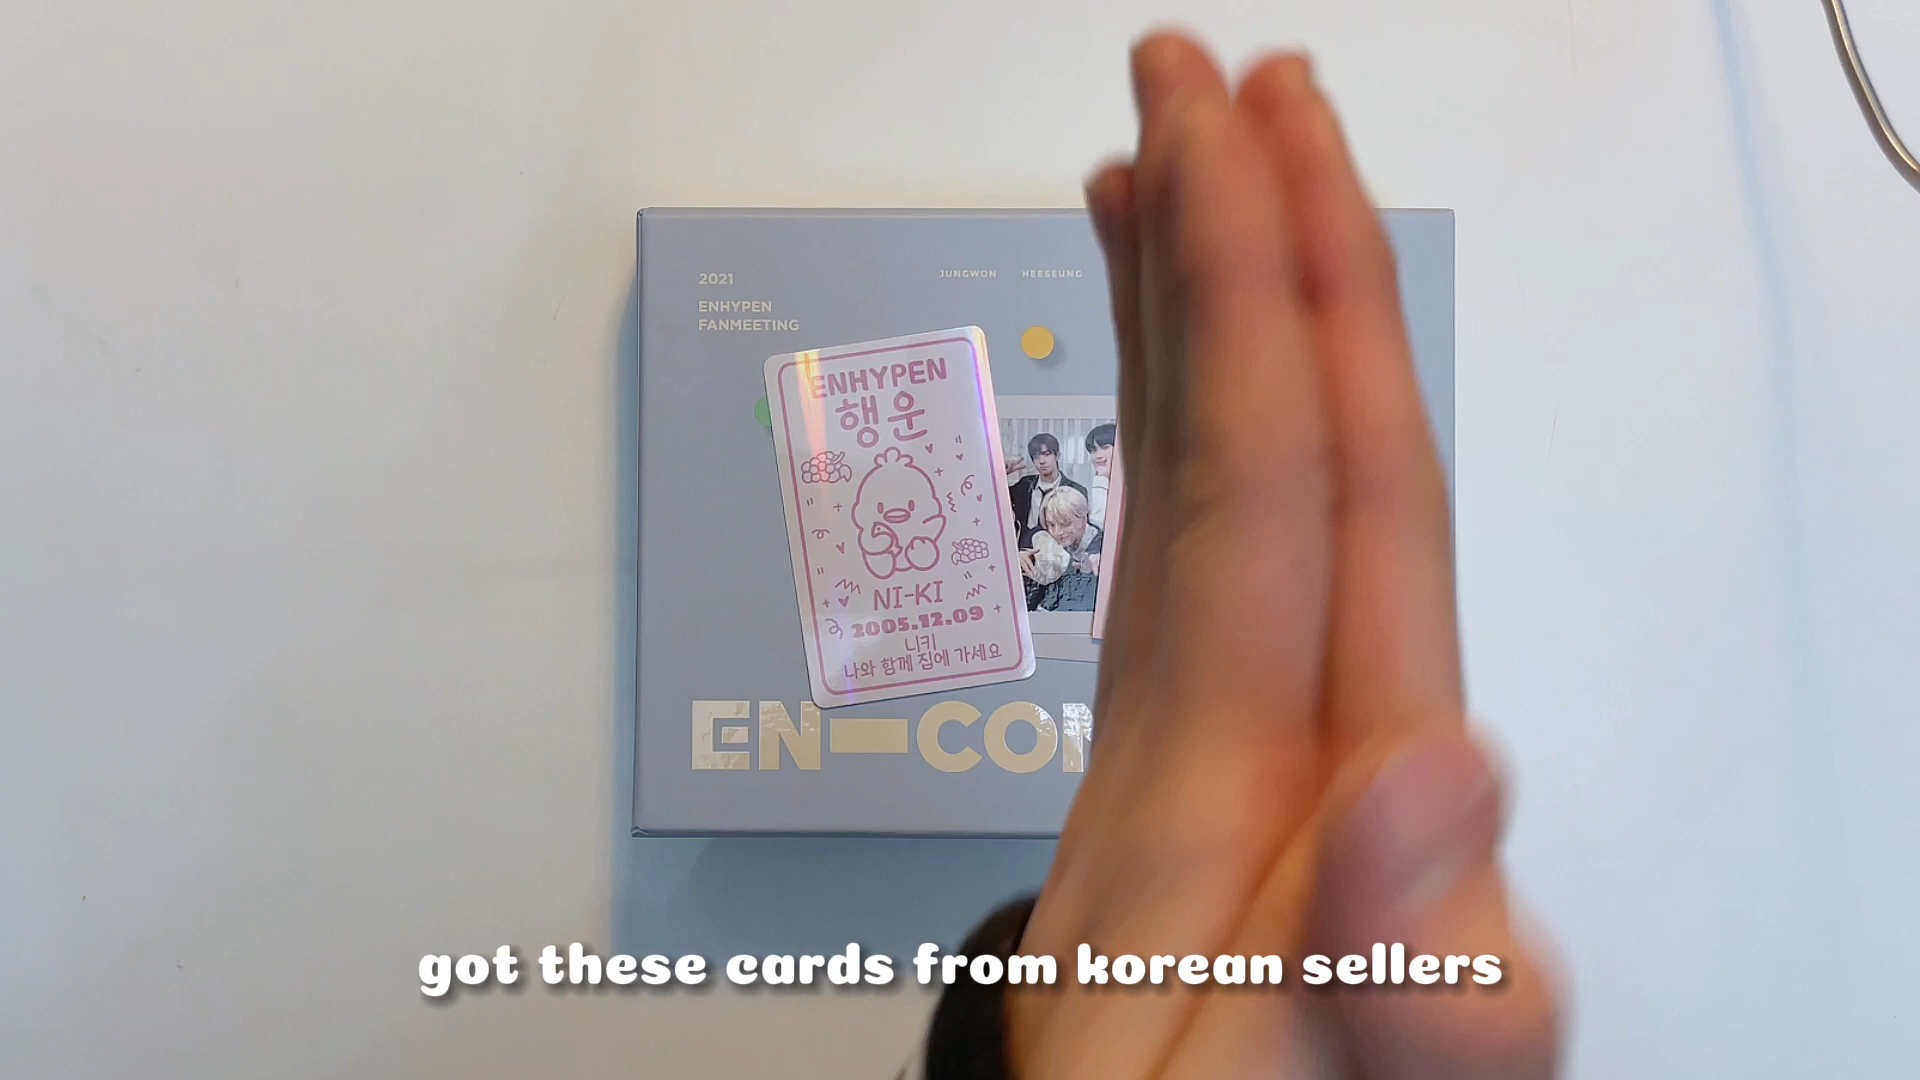 2021
ENHYPEN
FANMEETING
JUNGWON HEESEUNG
ENHYPEN
행운
NI-KI
2005.12.09
니키
나와 함께 집에 가세요
EN-CON
got these cards from korean sellers